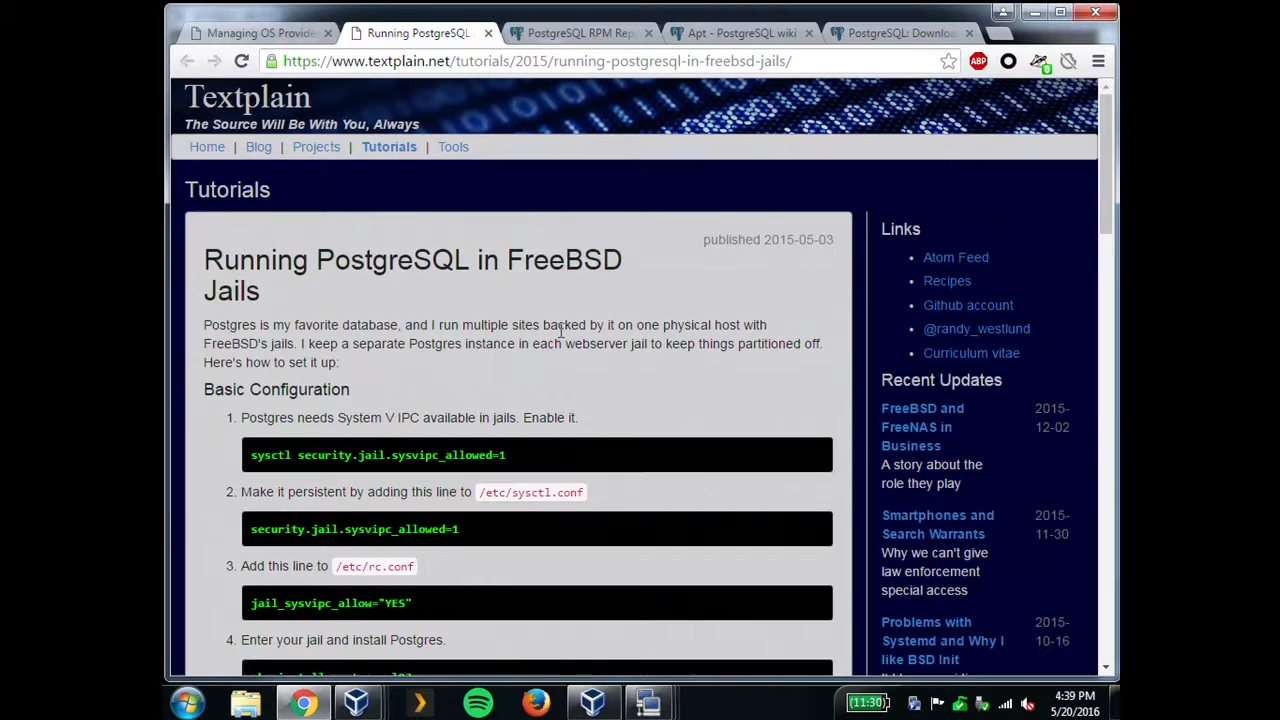 Managing OS Provide
Running PostgreSQL
PostgreSQL RPM Rep
Apt - PostgreSQL wiki
PostgreSQL: Downloa
https://www.textplain.net/tutorials/2015/running-postgresql-in-freebsd-jails/
ABP
0
Textplain
The Source Will Be With You, Always
Home | Blog | Projects | Tutorials | Tools
Tutorials
published 2015-05-03
Running PostgreSQL in FreeBSD
Jails
Postgres is my favorite database, and I run multiple sites backed by it on one physical host with
FreeBSD's jails. I keep a separate Postgres instance in each webserver jail to keep things partitioned off.
Here's how to set it up:
Basic Configuration
1. Postgres needs System V IPC available in jails. Enable it.
sysctl security.jail.sysvipc_allowed=1
2. Make it persistent by adding this line to /etc/sysctl.conf
security.jail.sysvipc_allowed=1
3. Add this line to /etc/rc.conf
jail_sysvipc_allow="YES"
4. Enter your jail and install Postgres.
Links
Atom Feed
Recipes
Github account
@randy_westlund
Curriculum vitae
Recent Updates
FreeBSD and 2015-
FreeNAS in 12-02
Business
A story about the
role they play
Smartphones and 2015-
Search Warrants 11-30
Why we can't give
law enforcement
special access
Problems with 2015-
Systemd and Why I 10-16
like BSD Init
(11:30)
4:39 PM
5/20/2016